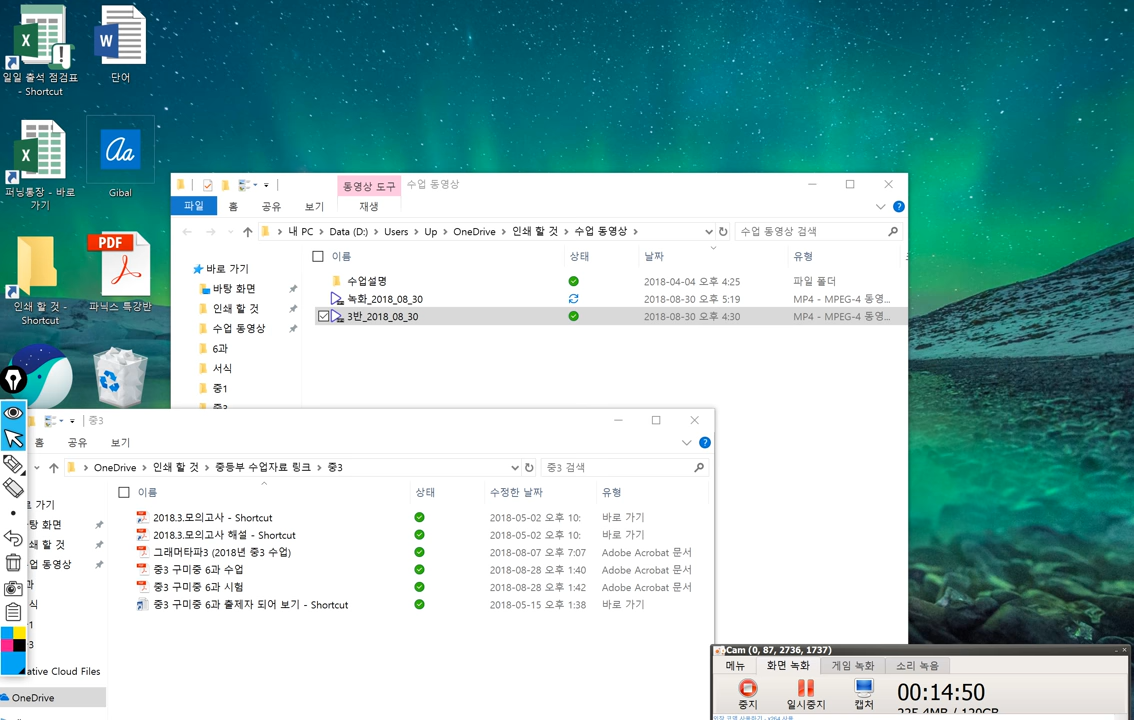 일일 출석 점검표
- Shortcut
단어
퍼닝통장 - 바로
가기
Gibal
인쇄 할 것 -
Shortcut
PDF
파닉스 특강반
동영상 도구
수업 동영상
파일
홈
공유
보기
재생
내 PC > Data (D:) > Users > Up > OneDrive > 인쇄 할 것 > 수업 동영상 >
수업 동영상 검색
이름 상태 날짜 유형
바로 가기
바탕 화면
인쇄 할 것
수업 동영상
6과
서식
중1
수업설명 2018-04-04 오후 4:25 파일 폴더
녹화_2018_08_30 2018-08-30 오후 5:19 MP4 - MPEG-4 동영...
3반_2018_08_30 2018-08-30 오후 4:30 MP4 - MPEG-4 동영...
중3
홈 공유 보기
OneDrive > 인쇄 할 것 > 중등부 수업자료 링크 > 중3
중3 검색
이름 상태 수정한 날짜 유형
2018.3.모의고사 - Shortcut 2018-05-02 오후 10: 바로 가기
2018.3.모의고사 해설 - Shortcut 2018-05-02 오후 10: 바로 가기
그래머타파3 (2018년 중3 수업) 2018-08-07 오후 7:07 Adobe Acrobat 문서
중3 구미중 6과 수업 2018-08-28 오후 1:40 Adobe Acrobat 문서
중3 구미중 6과 시험 2018-08-28 오후 1:42 Adobe Acrobat 문서
중3 구미중 6과 출제자 되어 보기 - Shortcut 2018-05-15 오후 1:38 바로 가기
로 가기
탕 화면
쇄 할 것
업 동영상
과
식
1
3
ative Cloud Files
OneDrive
oCam (0, 87, 2736, 1737)
메뉴 화면 녹화 게임 녹화 소리 녹음
중지 일시중지 캡처
00:14:50
225.4MB / 120GB